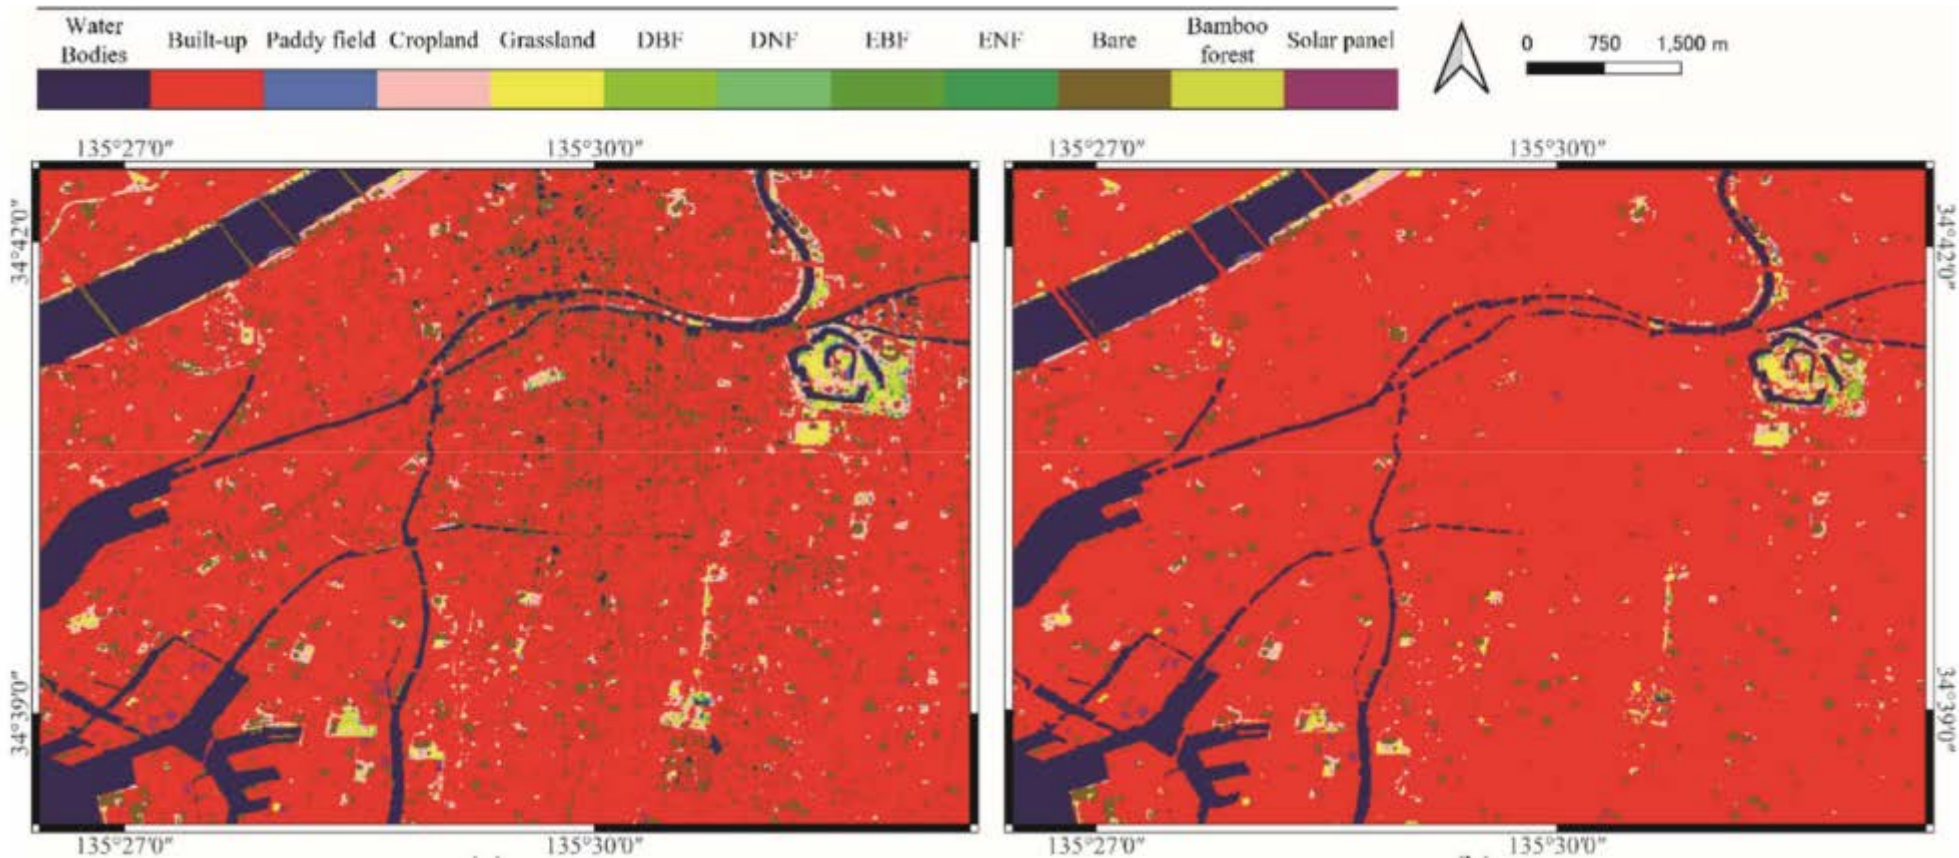 Water Bodies
Built-up
Paddy field
Cropland
Grassland
DBF
DNF
EBF
ENF
Bare
Bamboo forest
Solar panel
0 750 1,500 m
135°27'0" 135°30'0" 135°27'0" 135°30'0"
34°42'0" 34°42'0"
34°39'0" 34°39'0"
135°27'0" 135°30'0" 135°27'0" 135°30'0"